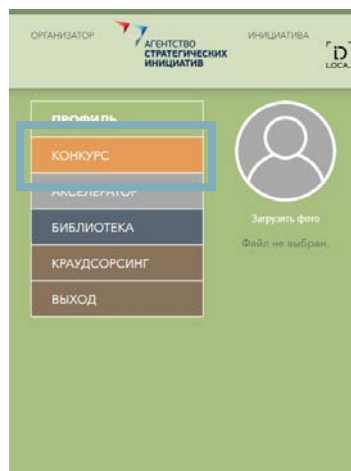 ОРГАНИЗАТОР
АГЕНТСТВО
СТРАТЕГИЧЕСКИХ
ИНИЦИАТИВ
ИНИЦИАТИВА
ПРОФИЛЬ
КОНКУРС
АКСЕЛЕРАТОР
БИБЛИОТЕКА
КРАУДСОРСИНГ
ВЫХОД
Загрузить фото
Файл не выбран.